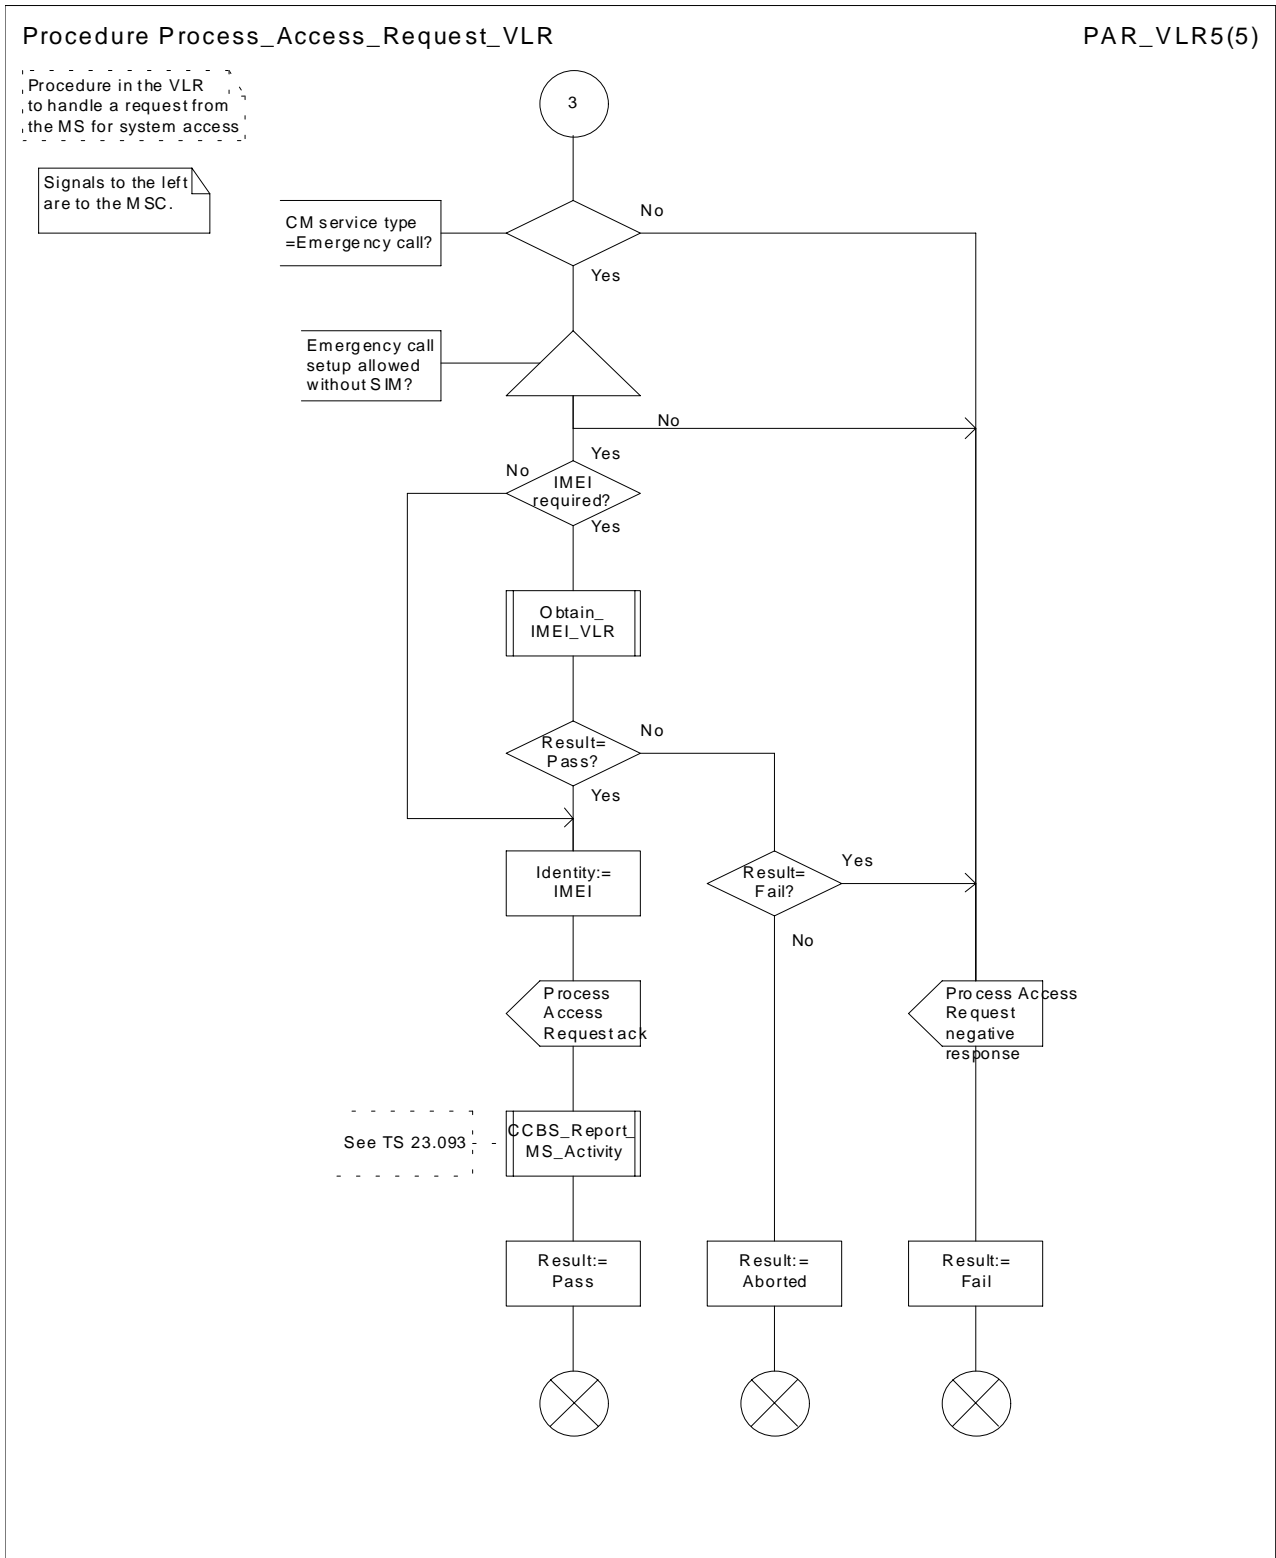 Procedure Process_Access_Request_VLR
PAR_VLR5(5)
Procedure in the VLR
to handle a request from
the MS for system access
3
Signals to the left
are to the MSC.
CM service type
=Emergency call?
No
Yes
Emergency call
setup allowed
without SIM?
No
Yes
No
IMEI
required?
Yes
Obtain_
IMEI_VLR
No
Result=
Pass?
Yes
Identity:=
IMEI
Result=
Fail?
Yes
No
Process
Access
Request ack
Process Access
Request
negative
response
See TS 23.093
CCBS_Report_
MS_Activity
Result:=
Pass
Result:=
Aborted
Result:=
Fail